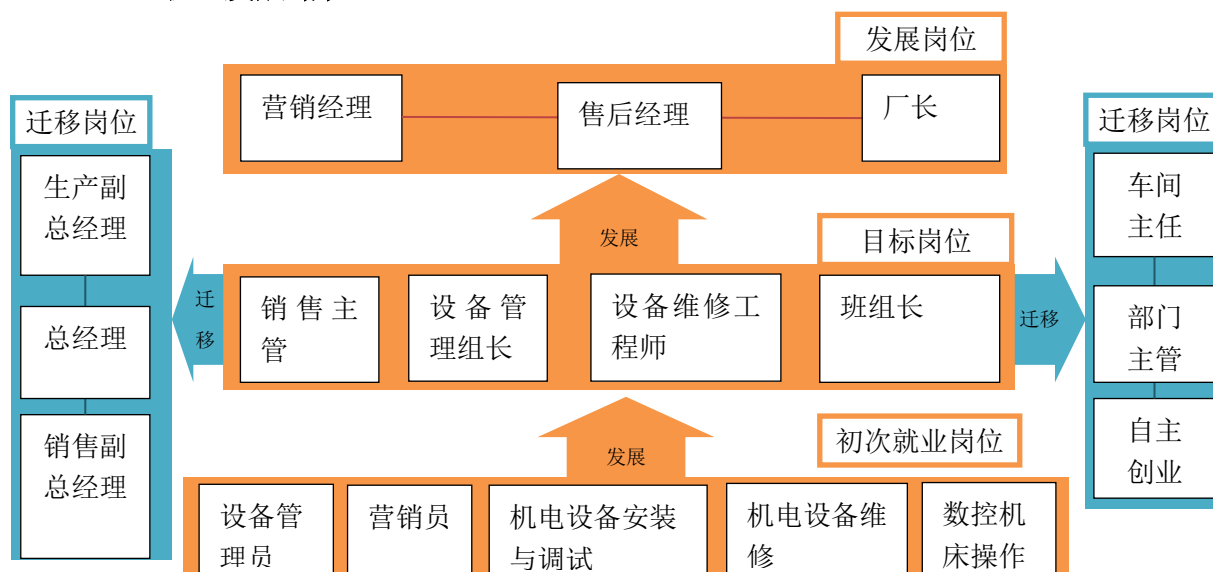 发展岗位
营销经理
售后经理
厂长
迁移岗位
生产副
总经理
总经理
销售副
总经理
迁移岗位
车间
主任
部门
主管
自主
创业
发展
目标岗位
迁
移
销售主
管
设备管
理组长
设备维修工
程师
班组长
迁移
发展
初次就业岗位
设备管
理员
营销员
机电设备安装
与调试
机电设备维
修
数控机
床操作